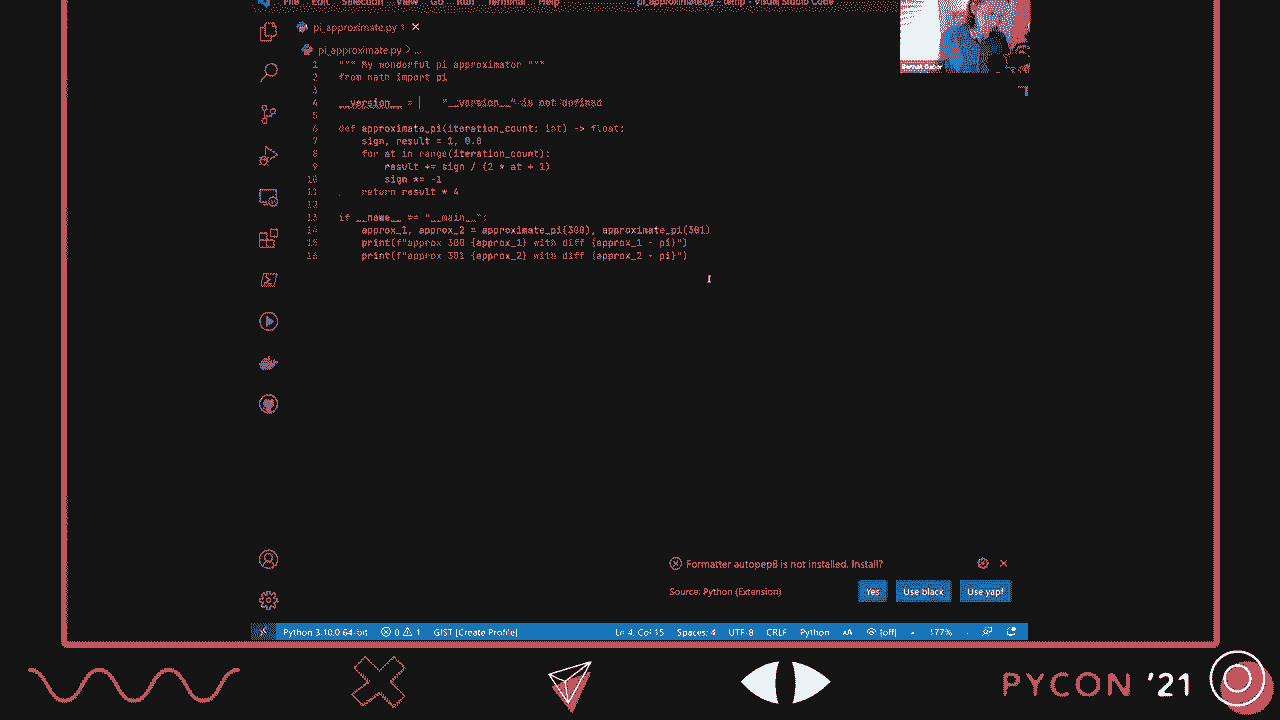 File Edit Selection View Go Run Terminal Help pi_approximate.py - temp - Visual Studio Code
pi_approximate.py 1
pi_approximate.py > ...
1 """ My wonderful pi approximator """
2 from math import pi
3
4 __version__ = "__version__" is not defined
5
6 def approximate_pi(iteration_count: int) -> float:
7 sign, result = 1, 0.0
8 for at in range(iteration_count):
9 result += sign / (2 * at + 1)
10 sign *= -1
11 return result * 4
12
13 if __name__ == "__main__":
14 approx_1, approx_2 = approximate_pi(300), approximate_pi(301)
15 print(f"approx 300 {approx_1} with diff {approx_1 - pi}")
16 print(f"approx 301 {approx_2} with diff {approx_2 - pi}")
Bernat Gabor
Formatter autopep8 is not installed. Install?
Source: Python (Extension) Yes Use black Use yapf
Python 3.10.0 64-bit 0 1 GIST [Create Profile] Ln 4, Col 15 Spaces: 4 UTF-8 CRLF Python [off] 177%
PYCON '21